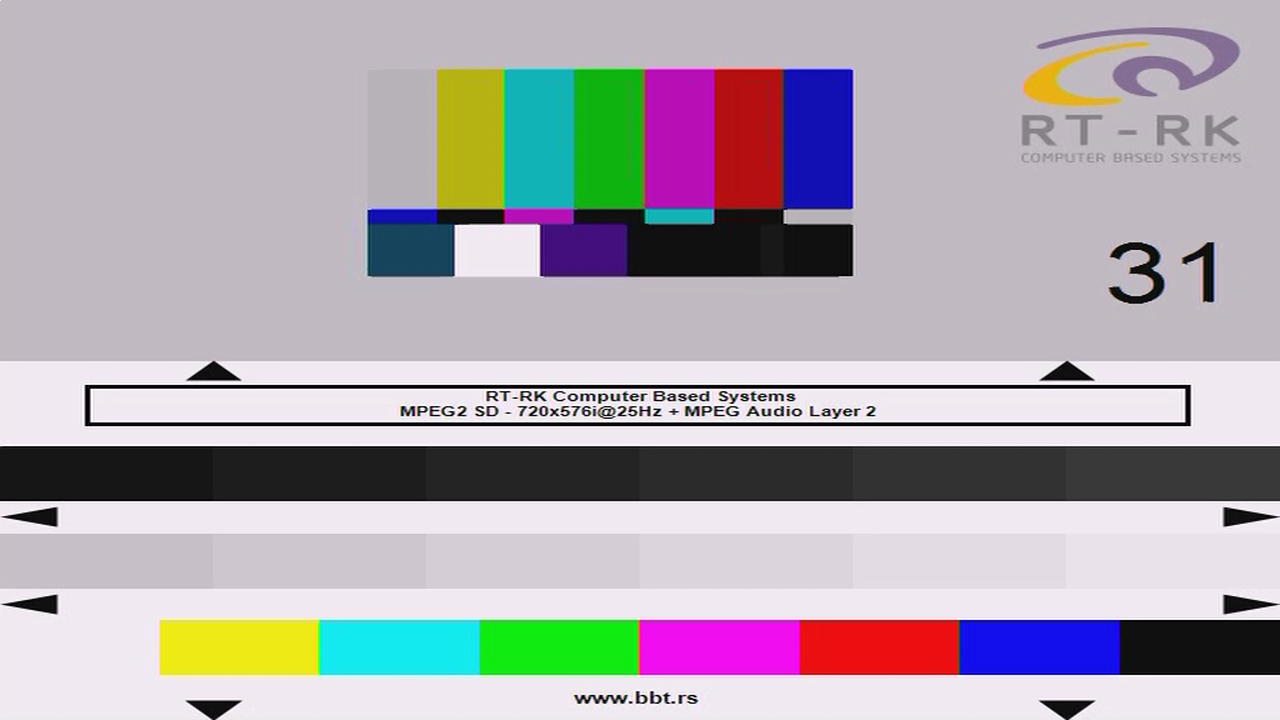 RT-RK
COMPUTER BASED SYSTEMS
31
RT-RK Computer Based Systems
MPEG2 SD - 720x576i@25Hz + MPEG Audio Layer 2
www.bbt.rs